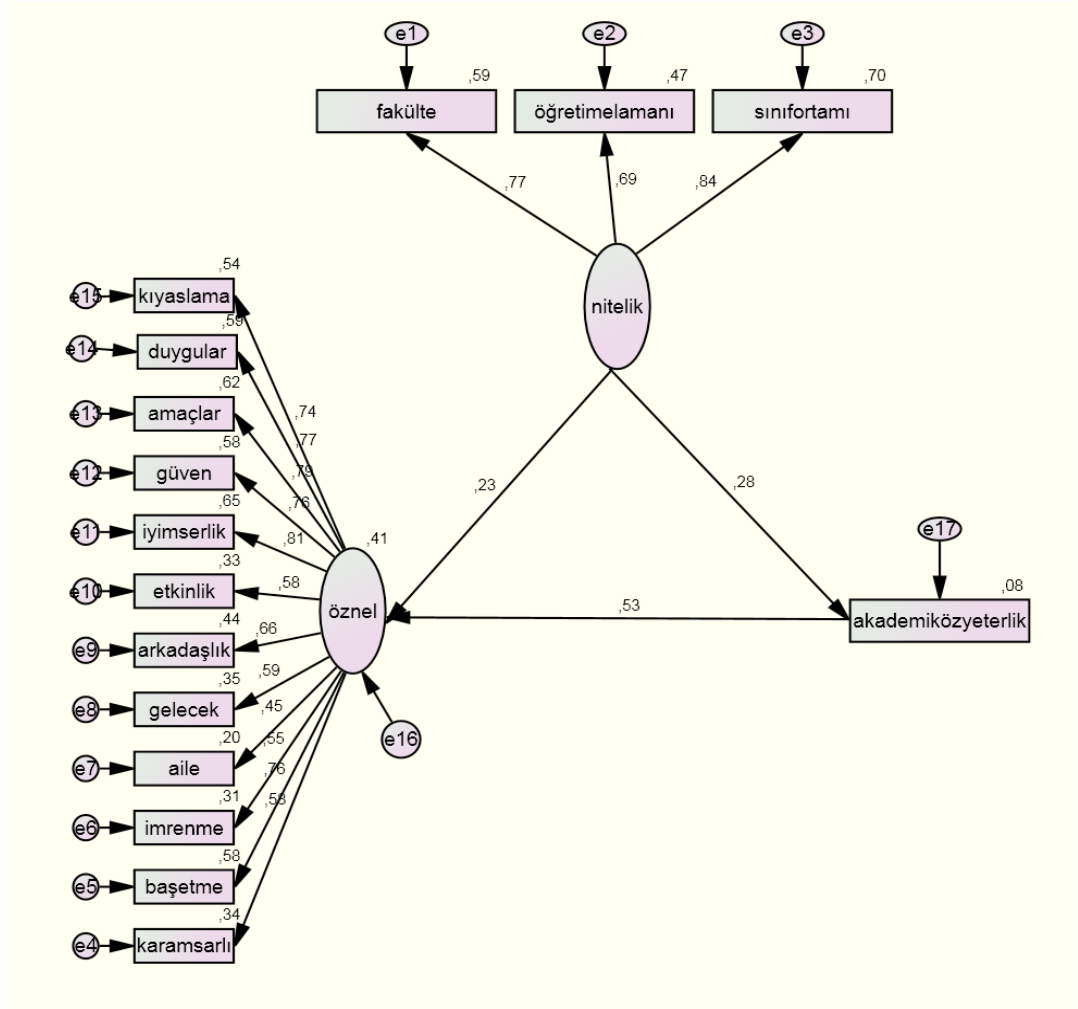 e1
e2
e3
,59
,47
,70
fakülte
öğretimelamanı
sınıfortamı
,77
,69
,84
nitelik
,54
e15
kıyaslama
,59
e14
duygular
,62
e13
amaçlar
,74
,58
,77
e12
güven
,79
,65
,76
e11
iyimserlik
,81
,41
,33
e10
etkinlik
,58
öznel
,44
e9
arkadaşlık
,66
,35
,59
e8
gelecek
,45
,20
,55
e7
aile
,76
,31
,58
e6
imrenme
,58
e5
başetme
,34
e4
karamsarlı
e16
,23
,28
,53
e17
,08
akademiközyeterlik